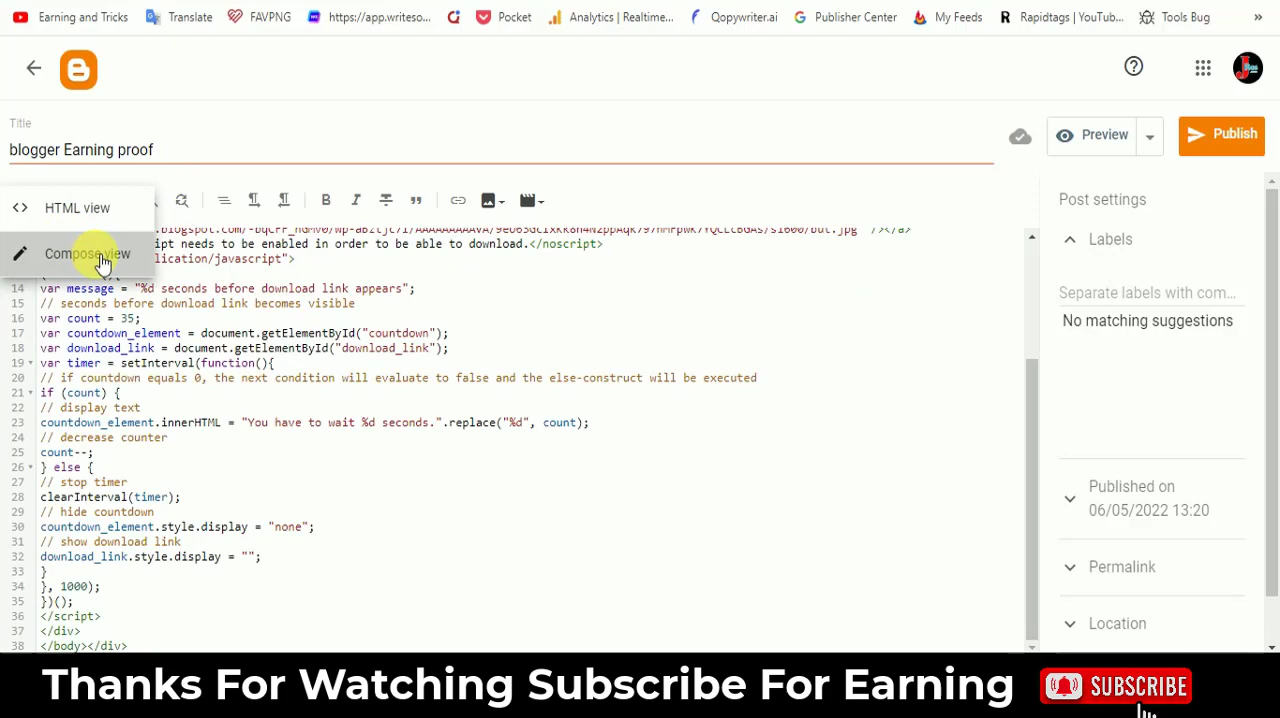 Earning and Tricks Translate FAVPNG https://app.writeso... Pocket Analytics | Realtime... Qopywriter.ai Publisher Center My Feeds Rapidtags | YouTub... Tools Bug »
Title
blogger Earning proof
Preview
Publish
HTML view
Compose view
ipt needs to be enabled in order to be able to download.</noscript>
lication/javascript">
14 var message = "%d seconds before download link appears";
15 // seconds before download link becomes visible
16 var count = 35;
17 var countdown_element = document.getElementById("countdown");
18 var download_link = document.getElementById("download_link");
19 var timer = setInterval(function(){
20 // if countdown equals 0, the next condition will evaluate to false and the else-construct will be executed
21 if (count) {
22 // display text
23 countdown_element.innerHTML = "You have to wait %d seconds.".replace("%d", count);
24 // decrease counter
25 count--;
26 } else {
27 // stop timer
28 clearInterval(timer);
29 // hide countdown
30 countdown_element.style.display = "none";
31 // show download link
32 download_link.style.display = "";
33 }
34 }, 1000);
35 })();
36 </script>
37 </div>
38 </body></div>
Post settings
Labels
Separate labels with com...
No matching suggestions
Published on
06/05/2022 13:20
Permalink
Location
Thanks For Watching Subscribe For Earning SUBSCRIBE